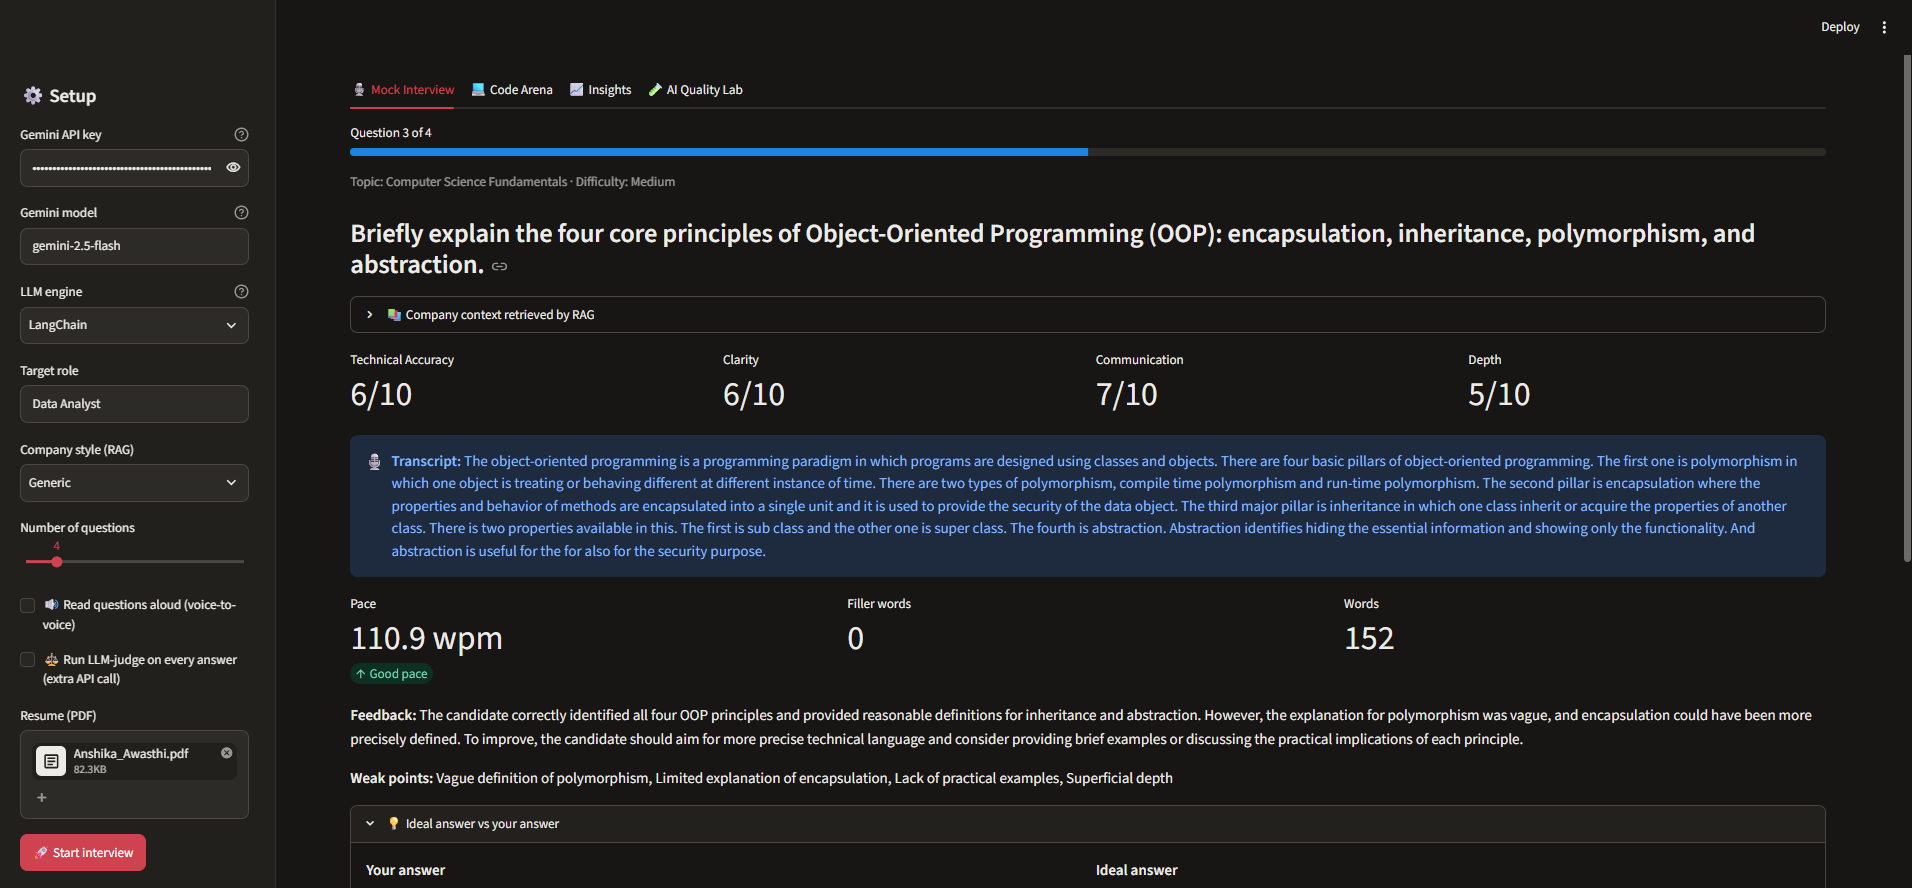 Deploy
Setup
Gemini API key
Gemini model
gemini-2.5-flash
LLM engine
LangChain
Target role
Data Analyst
Company style (RAG)
Generic
Number of questions
4
Read questions aloud (voice-to-
voice)
Run LLM-judge on every answer
(extra API call)
Resume (PDF)
Anshika_Awasthi.pdf
82.3KB
Start interview
Mock Interview
Code Arena
Insights
AI Quality Lab
Question 3 of 4
Topic: Computer Science Fundamentals · Difficulty: Medium
Briefly explain the four core principles of Object-Oriented Programming (OOP): encapsulation, inheritance, polymorphism, and
abstraction.
Company context retrieved by RAG
Technical Accuracy
6/10
Clarity
6/10
Communication
7/10
Depth
5/10
Transcript: The object-oriented programming is a programming paradigm in which programs are designed using classes and objects. There are four basic pillars of object-oriented programming. The first one is polymorphism in
which one object is treating or behaving different at different instance of time. There are two types of polymorphism, compile time polymorphism and run-time polymorphism. The second pillar is encapsulation where the
properties and behavior of methods are encapsulated into a single unit and it is used to provide the security of the data object. The third major pillar is inheritance in which one class inherit or acquire the properties of another
class. There is two properties available in this. The first is sub class and the other one is super class. The fourth is abstraction. Abstraction identifies hiding the essential information and showing only the functionality. And
abstraction is useful for the for also for the security purpose.
Pace
110.9 wpm
↑ Good pace
Filler words
0
Words
152
Feedback: The candidate correctly identified all four OOP principles and provided reasonable definitions for inheritance and abstraction. However, the explanation for polymorphism was vague, and encapsulation could have been more
precisely defined. To improve, the candidate should aim for more precise technical language and consider providing brief examples or discussing the practical implications of each principle.
Weak points: Vague definition of polymorphism, Limited explanation of encapsulation, Lack of practical examples, Superficial depth
Ideal answer vs your answer
Your answer
Ideal answer